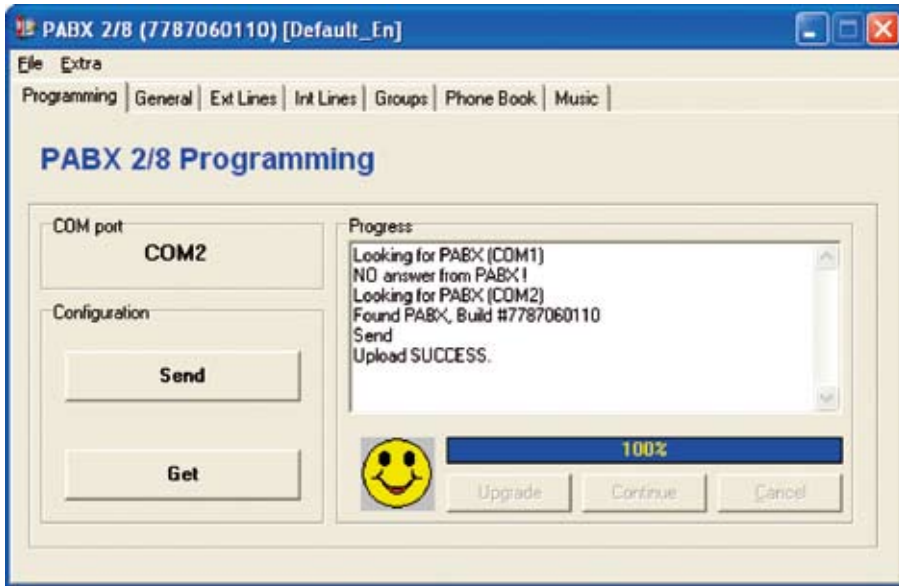 PABX 2/8 (7787060110) [Default_En]
File Extra
Programming General Ext Lines Int Lines Groups Phone Book Music
PABX 2/8 Programming
COM port
COM2
Configuration
Send
Get
Progress
Looking for PABX (COM1)
NO answer from PABX !
Looking for PABX (COM2)
Found PABX, Build #7787060110
Send
Upload SUCCESS.
100%
Upgrade Continue Cancel